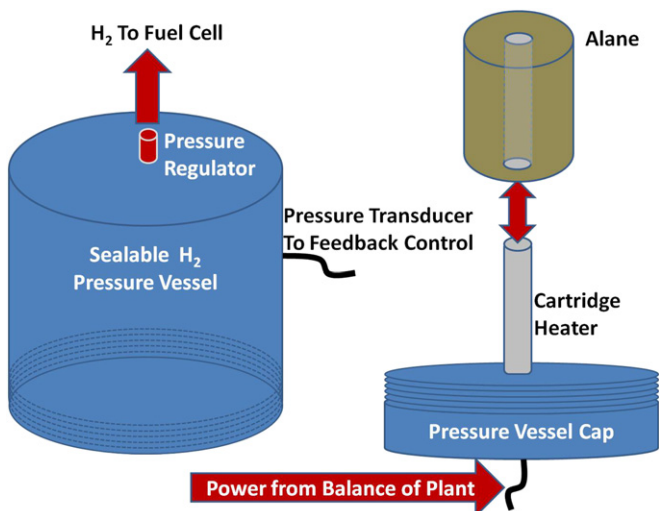 H₂ To Fuel Cell
Pressure
Regulator
Sealable H₂
Pressure Vessel
Pressure Transducer
To Feedback Control
Alane
Cartridge
Heater
Pressure Vessel Cap
Power from Balance of Plant